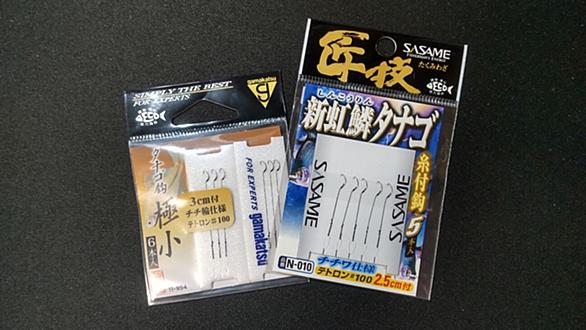 SIMPLY THE BEST
FOR EXPERTS
gamakatsu
タナゴ鈎
極小
6本入
3cm付
チチ輪仕様
テトロン#100
FOR EXPERTS
gamakatsu
匠技
たくみわざ
SASAME
しんこうりん
新虹鱗タナゴ
糸付鈎5本入
SASAME
SASAME
N-010
チチワ仕様
テトロン#100
2.5cm付